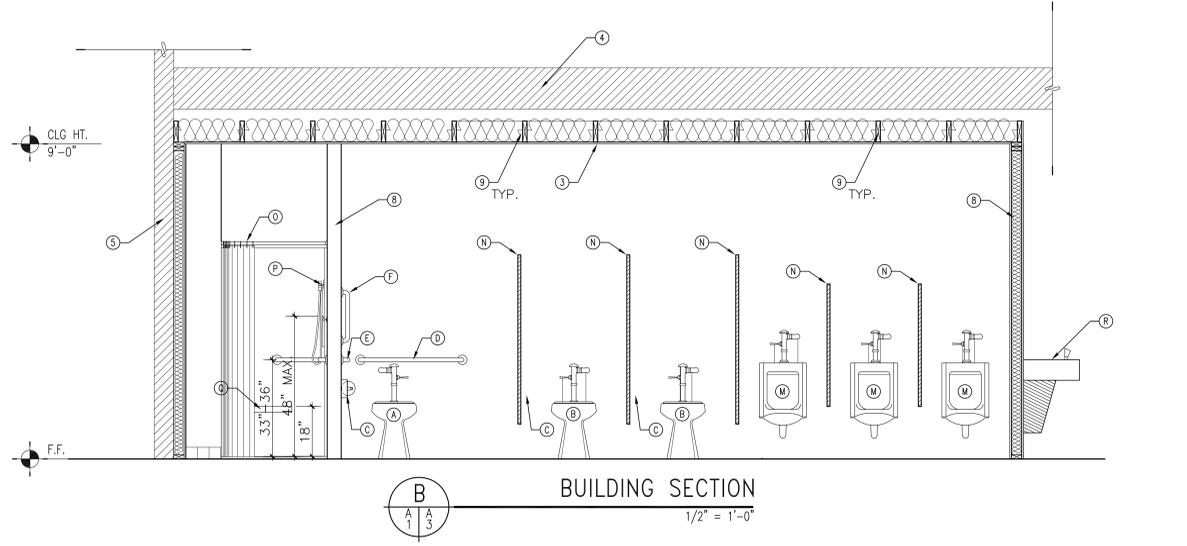 4
CLG HT.
9'-0"
9
TYP.
3
9
TYP.
8
8
5
O
N
N
N
P
F
N
N
R
E
D
Q
33" - 36"
48" MAX
18"
C
A
C
B
C
B
M
M
M
F.F.
B
A
1
A
3
BUILDING SECTION
1/2" = 1'-0"